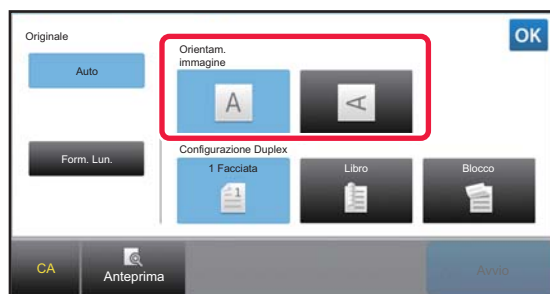 Originale
OK
Auto
Orientam.
immagine
A
A
Form. Lun.
Configurazione Duplex
1 Facciata
Libro
Blocco
1
CA
Anteprima
Avvio